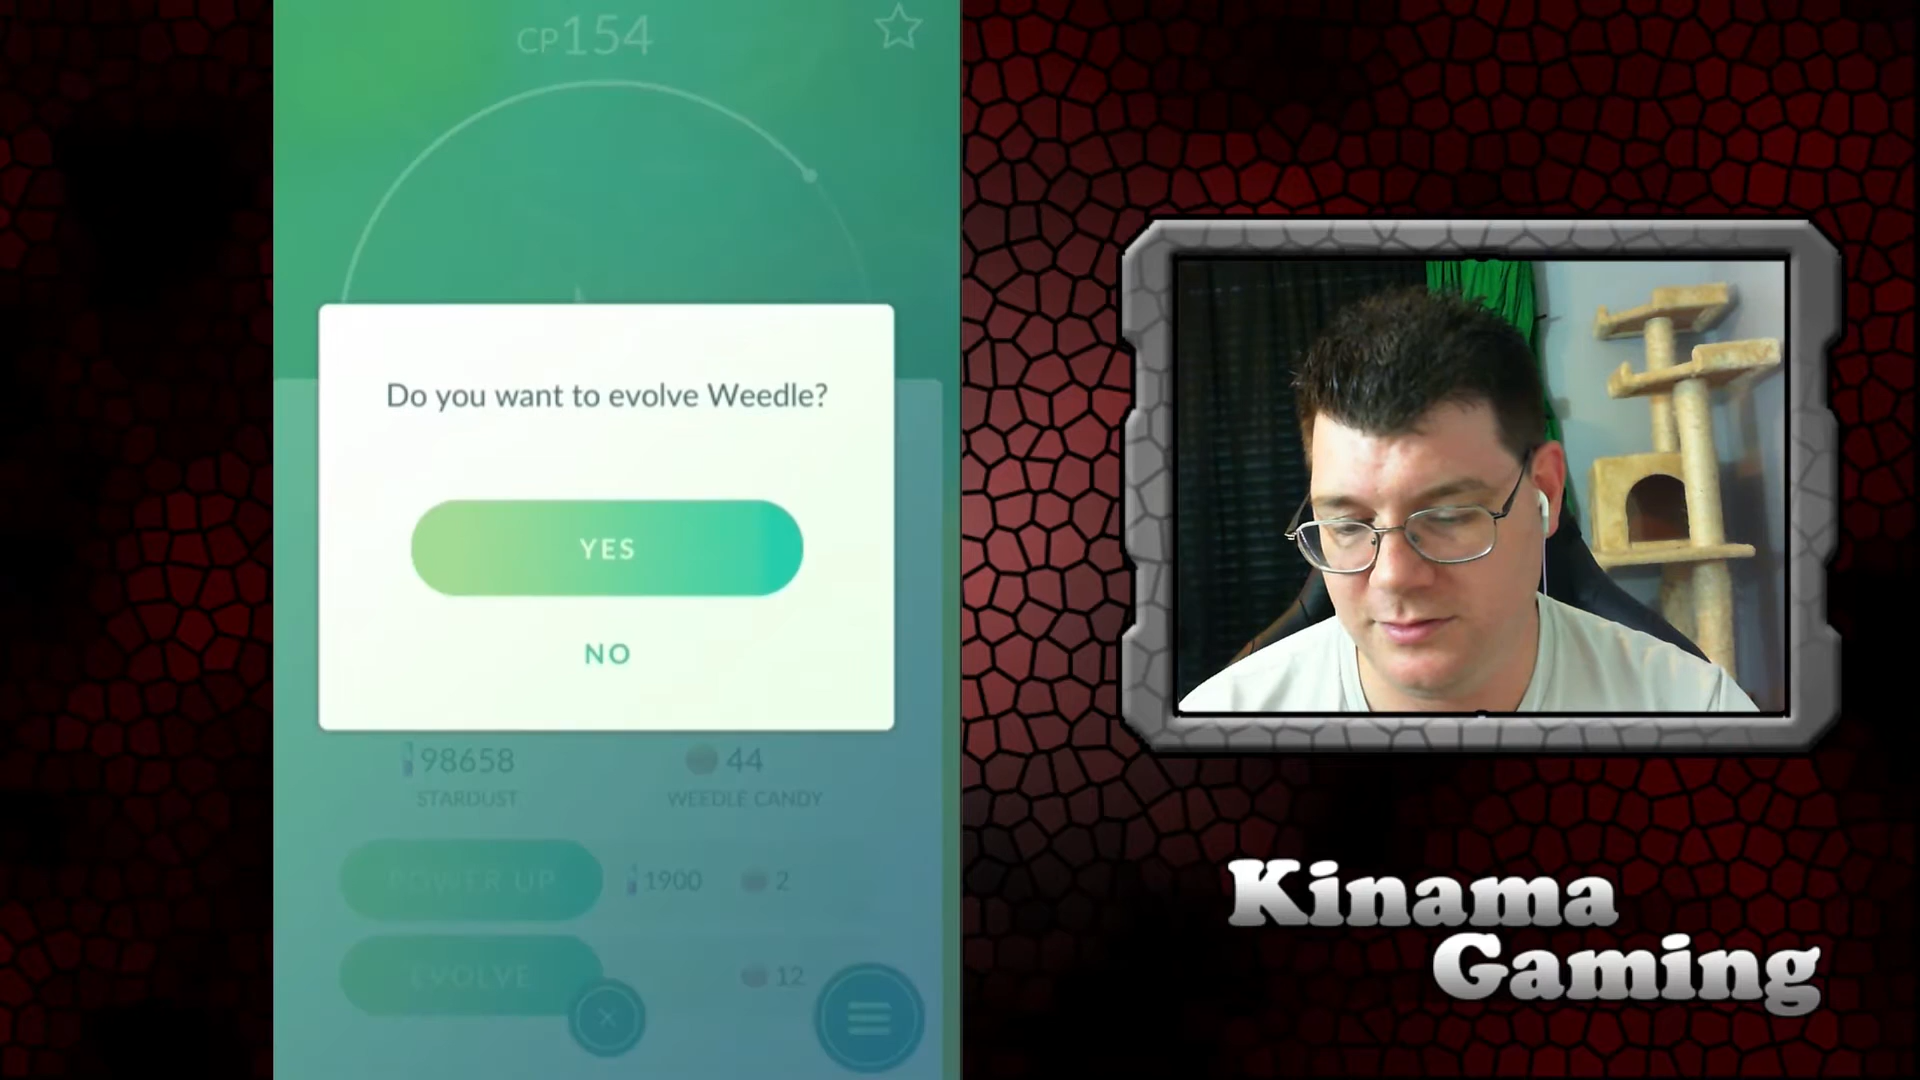 CP154
Do you want to evolve Weedle?
YES
NO
98658
44
STARDUST
WEEDLE CANDY
POWER UP
1900
2
EVOLVE
12
Kinama
Gaming